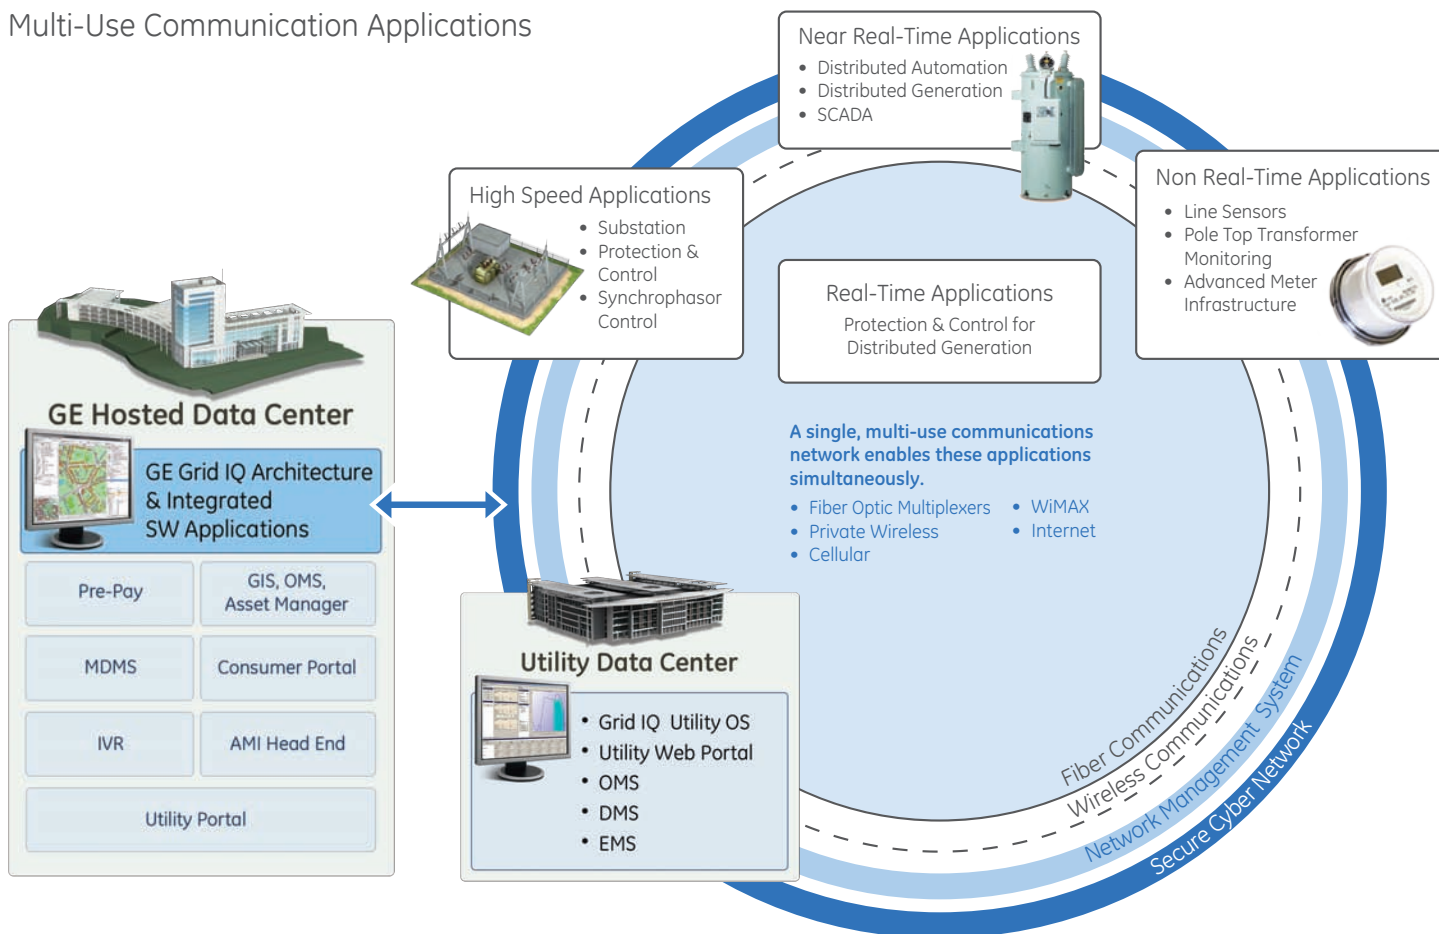 Multi-Use Communication Applications
Near Real-Time Applications
• Distributed Automation
• Distributed Generation
• SCADA
High Speed Applications
• Substation
• Protection &
Control
• Synchrophasor
Control
Non Real-Time Applications
• Line Sensors
• Pole Top Transformer
Monitoring
• Advanced Meter
Infrastructure
Real-Time Applications
Protection & Control for
Distributed Generation
A single, multi-use communications
network enables these applications
simultaneously.
• Fiber Optic Multiplexers
• Private Wireless
• Cellular
• WiMAX
• Internet
GE Hosted Data Center
GE Grid IQ Architecture
& Integrated
SW Applications
Pre-Pay
GIS, OMS,
Asset Manager
MDMS
Consumer Portal
IVR
AMI Head End
Utility Portal
Utility Data Center
• Grid IQ Utility OS
• Utility Web Portal
• OMS
• DMS
• EMS
Fiber Communications
Wireless Communications
Network Management System
Secure Cyber Network